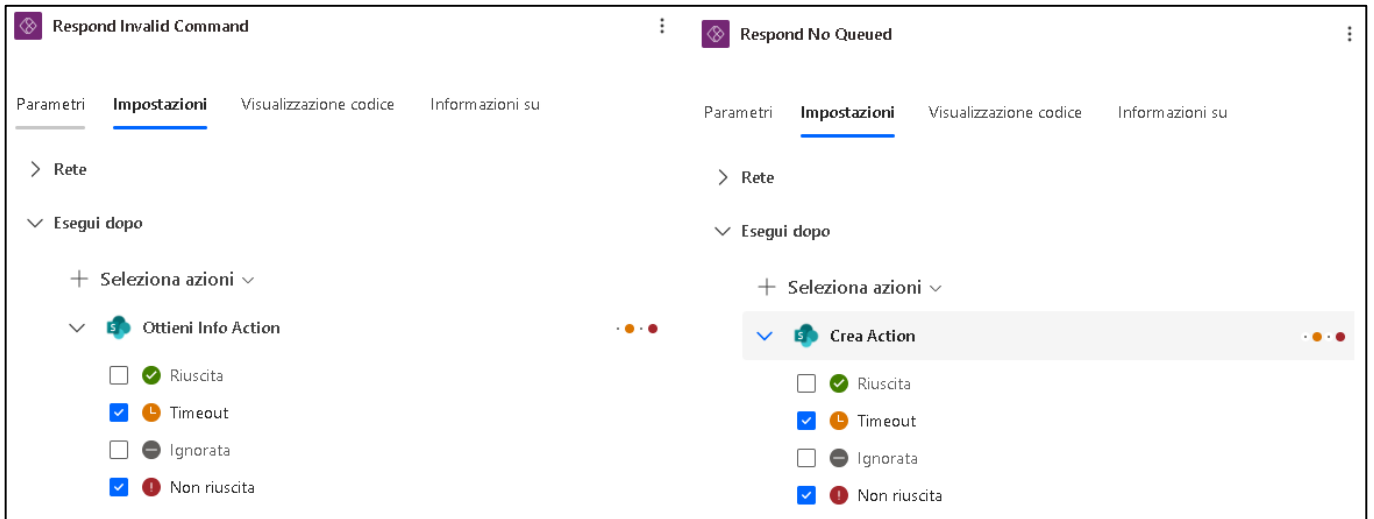 Respond Invalid Command
Parametri Impostazioni Visualizzazione codice Informazioni su
Rete
Esegui dopo
Seleziona azioni
Ottieni Info Action
Riuscita
Timeout
Ignorata
Non riuscita
Respond No Queued
Parametri Impostazioni Visualizzazione codice Informazioni su
Rete
Esegui dopo
Seleziona azioni
Crea Action
Riuscita
Timeout
Ignorata
Non riuscita